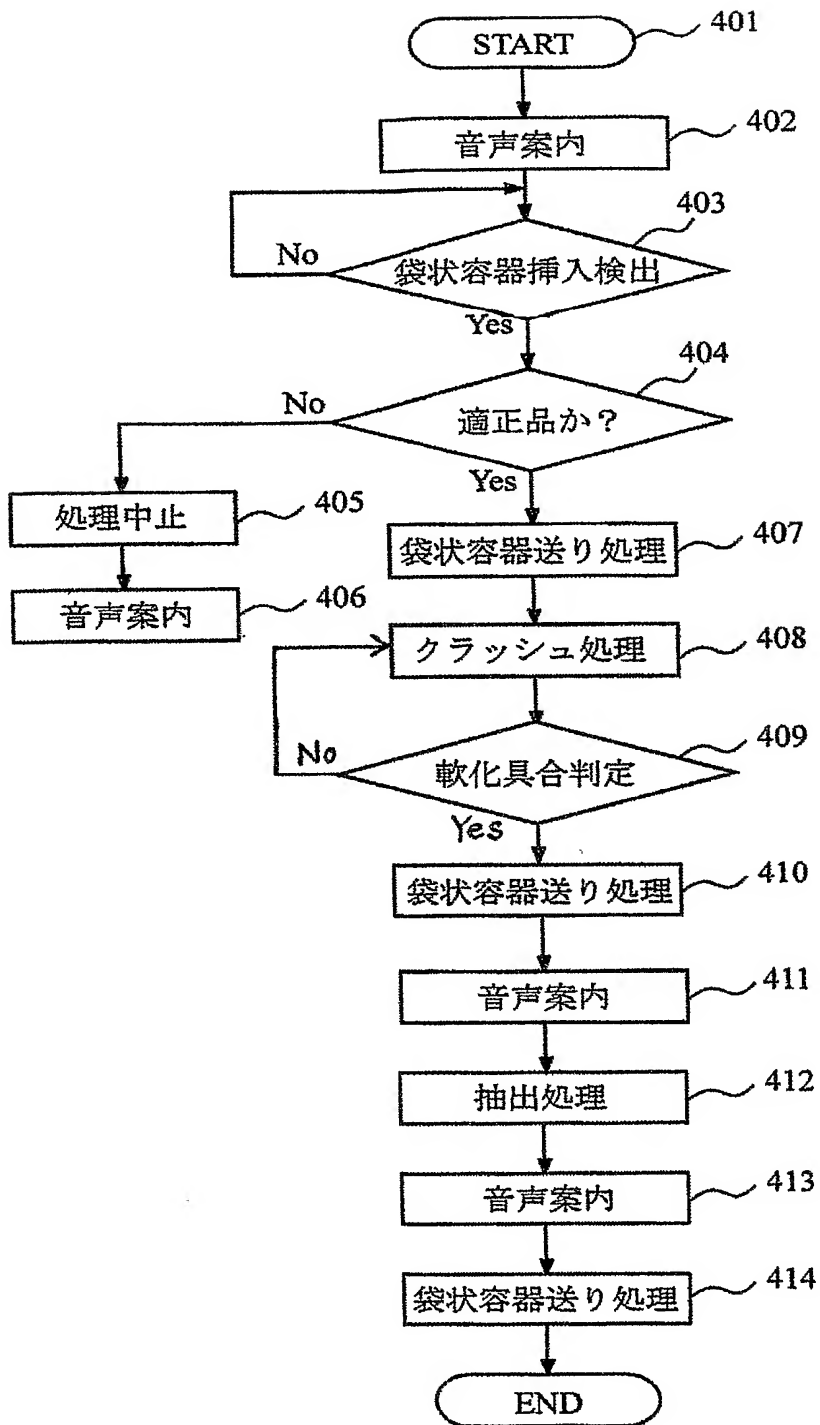 START
401
音声案内
402
No
袋状容器挿入検出
403
Yes
No
適正品か？
404
Yes
処理中止
405
袋状容器送り処理
407
音声案内
406
クラッシュ処理
408
No
軟化具合判定
409
Yes
袋状容器送り処理
410
音声案内
411
抽出処理
412
音声案内
413
袋状容器送り処理
414
END